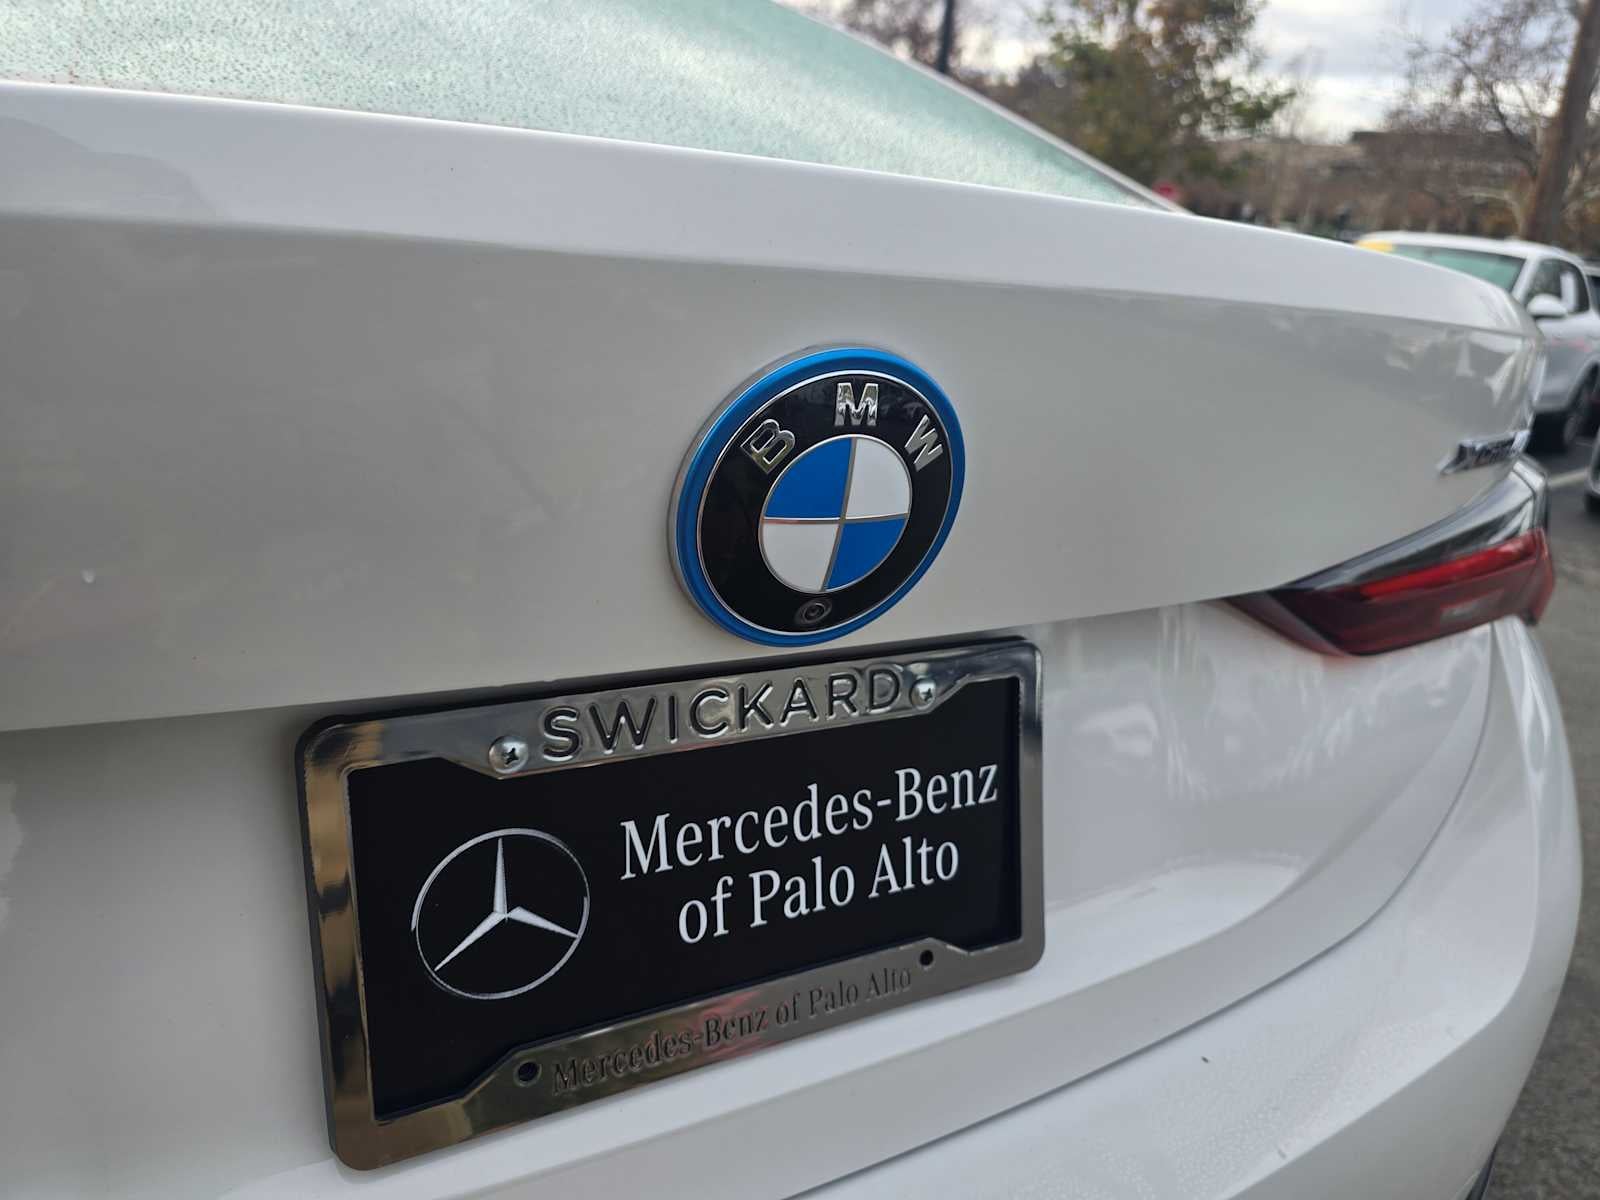 BMW
SWICKARD
Mercedes-Benz
of Palo Alto
Mercedes-Benz of Palo Alto